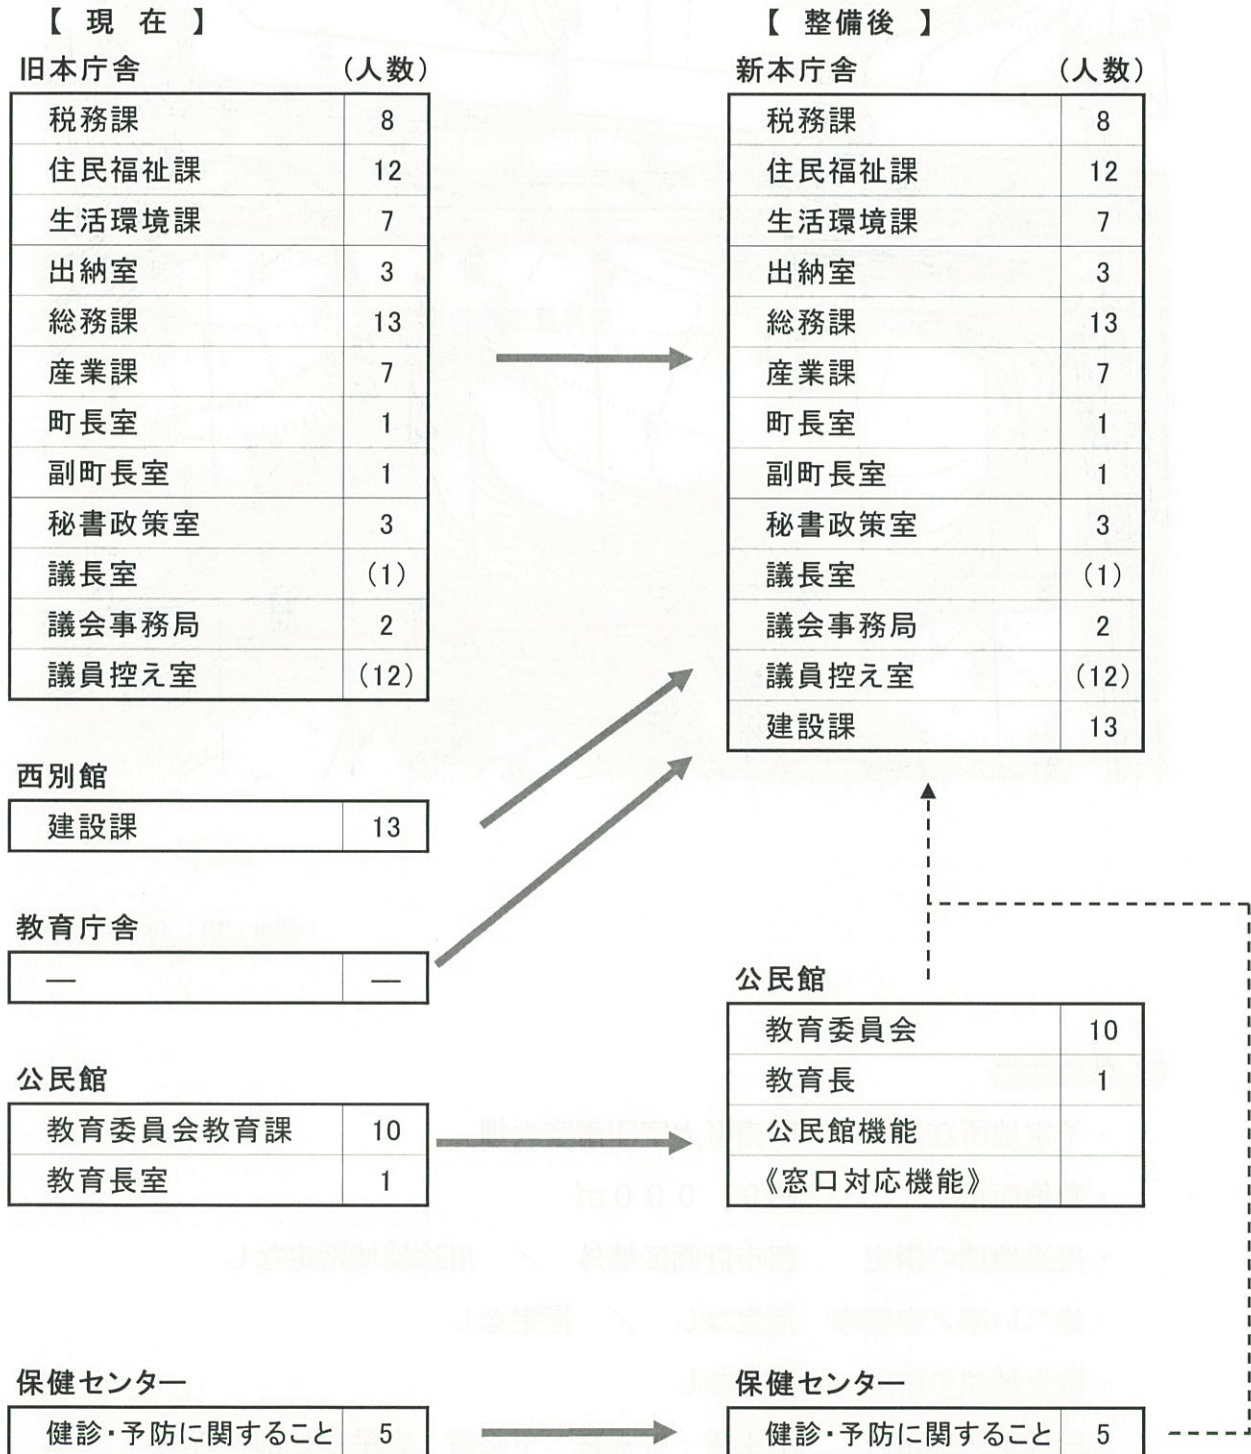 【 現 在 】
旧本庁舎 (人数)
税務課 8
住民福祉課 12
生活環境課 7
出納室 3
総務課 13
産業課 7
町長室 1
副町長室 1
秘書政策室 3
議長室 (1)
議会事務局 2
議員控え室 (12)
西別館
建設課 13
教育庁舎
― ―
公民館
教育委員会教育課 10
教育長室 1
保健センター
健診・予防に関すること 5
【 整備後 】
新本庁舎 (人数)
税務課 8
住民福祉課 12
生活環境課 7
出納室 3
総務課 13
産業課 7
町長室 1
副町長室 1
秘書政策室 3
議長室 (1)
議会事務局 2
議員控え室 (12)
建設課 13
公民館
教育委員会 10
教育長 1
公民館機能
《窓口対応機能》
保健センター
健診・予防に関すること 5